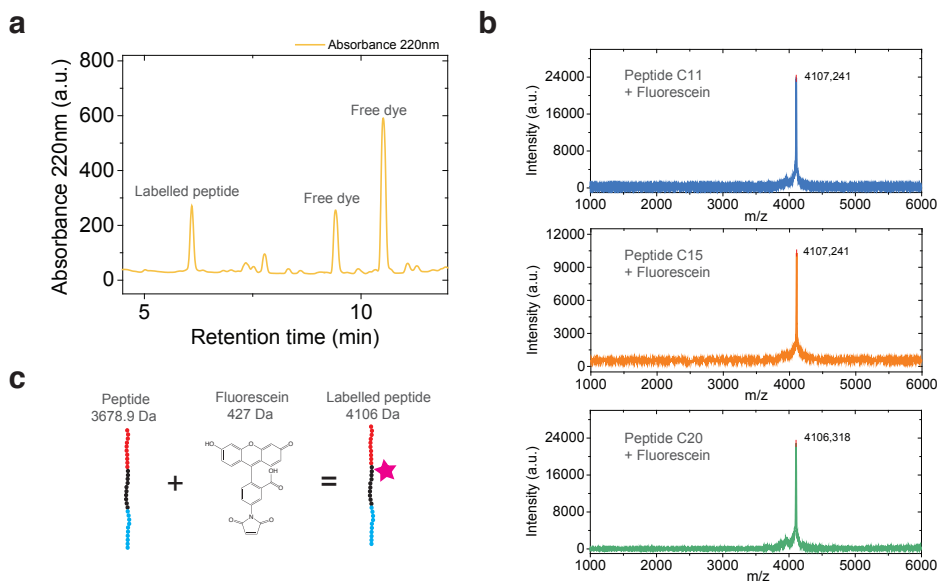 a
Absorbance 220nm
800
600
400
200
0
Absorbance 220nm (a.u.)
Labelled peptide
Free dye
Free dye
5
10
Retention time (min)
b
24000
16000
8000
0
Intensity (a.u.)
Peptide C11
+ Fluorescein
4107,241
1000
2000
3000
4000
5000
6000
m/z
12000
9000
6000
3000
0
Intensity (a.u.)
Peptide C15
+ Fluorescein
4107,241
1000
2000
3000
4000
5000
6000
m/z
24000
16000
8000
0
Intensity (a.u.)
Peptide C20
+ Fluorescein
4106,318
1000
2000
3000
4000
5000
6000
m/z
c
Peptide
3678.9 Da
+
Fluorescein
427 Da
HO
O
O
OH
O
N
O
O
=
Labelled peptide
4106 Da